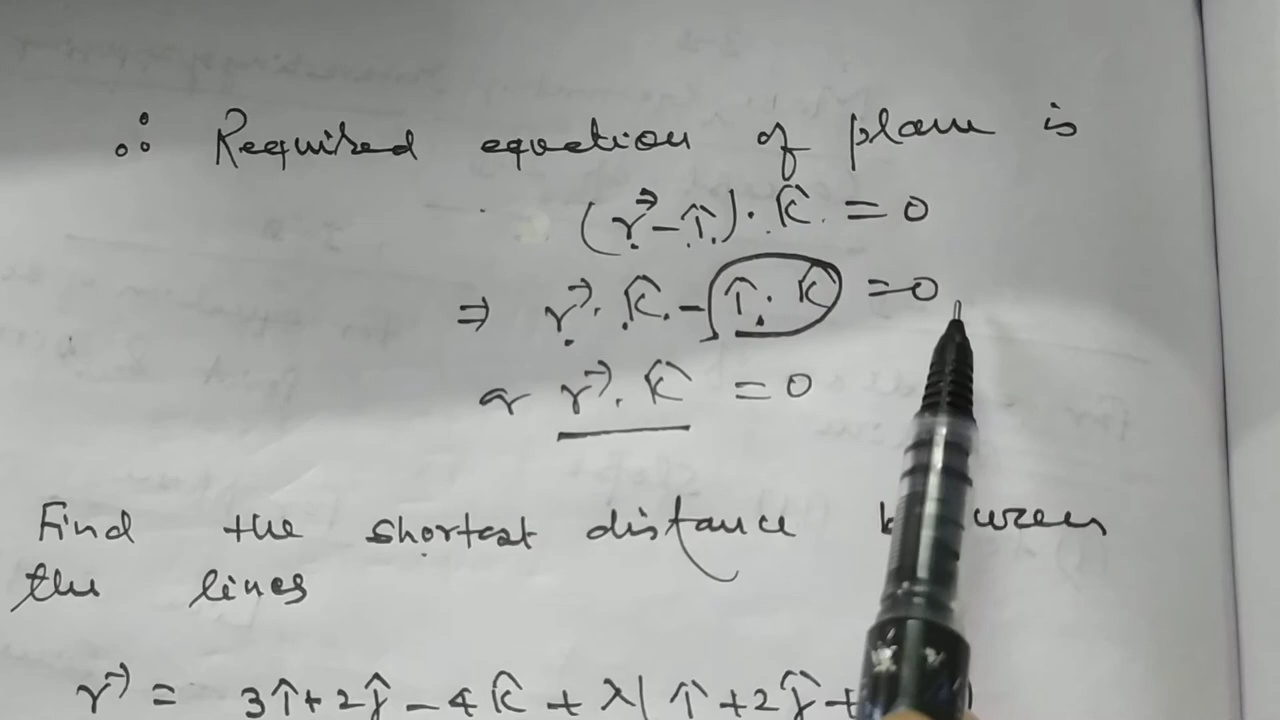 ∴ Required equation of plane is
(r⃗ - î) · k̂ = 0
⇒ r⃗ · k̂ - î · k̂ = 0
or r⃗ · k̂ = 0
Find the shortest distance
the lines
r⃗ = 3î + 2ĵ - 4k̂ + λ( î + 2ĵ +